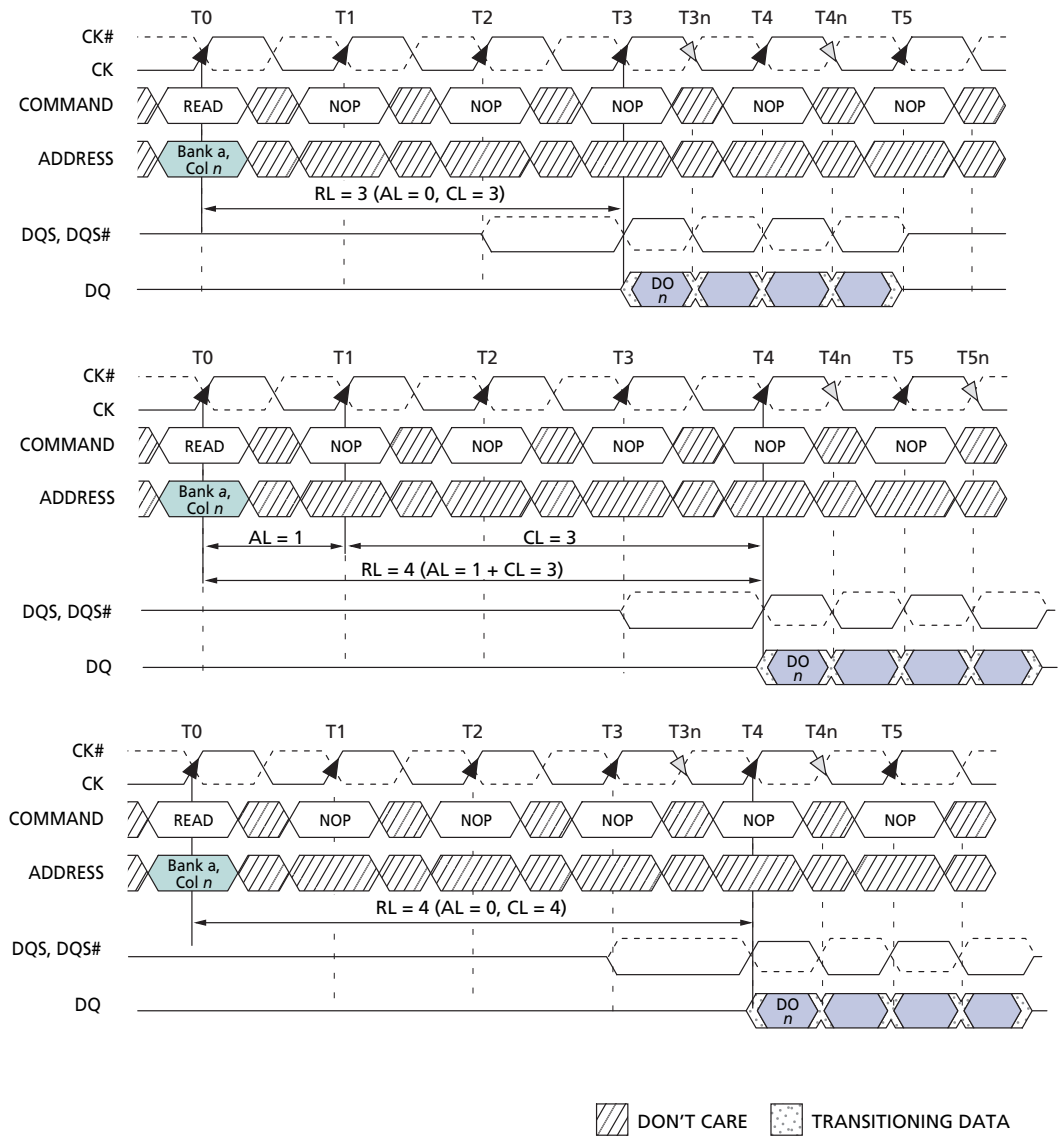 T0 T1 T2 T3 T3n T4 T4n T5
CK#
CK
COMMAND READ NOP NOP NOP NOP NOP
ADDRESS Bank a,
Col n
RL = 3 (AL = 0, CL = 3)
DQS, DQS#
DQ DO
n
T0 T1 T2 T3 T4 T4n T5 T5n
CK#
CK
COMMAND READ NOP NOP NOP NOP NOP
ADDRESS Bank a,
Col n
AL = 1 CL = 3
RL = 4 (AL = 1 + CL = 3)
DQS, DQS#
DQ DO
n
T0 T1 T2 T3 T3n T4 T4n T5
CK#
CK
COMMAND READ NOP NOP NOP NOP NOP
ADDRESS Bank a,
Col n
RL = 4 (AL = 0, CL = 4)
DQS, DQS#
DQ DO
n
DON'T CARE TRANSITIONING DATA